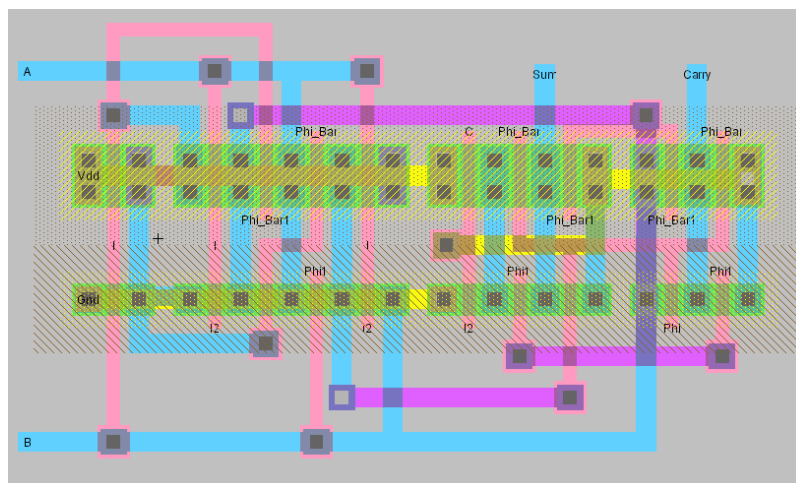 A
Sum
Carry
Phi_Bar
C
Phi_Bar
Phi_Bar
Vdd
Phi_Bar1
Phi_Bar1
Phi_Bar1
I
I
I
Phi1
Phi1
Phi1
Gnd
I2
I2
I2
Phi
B